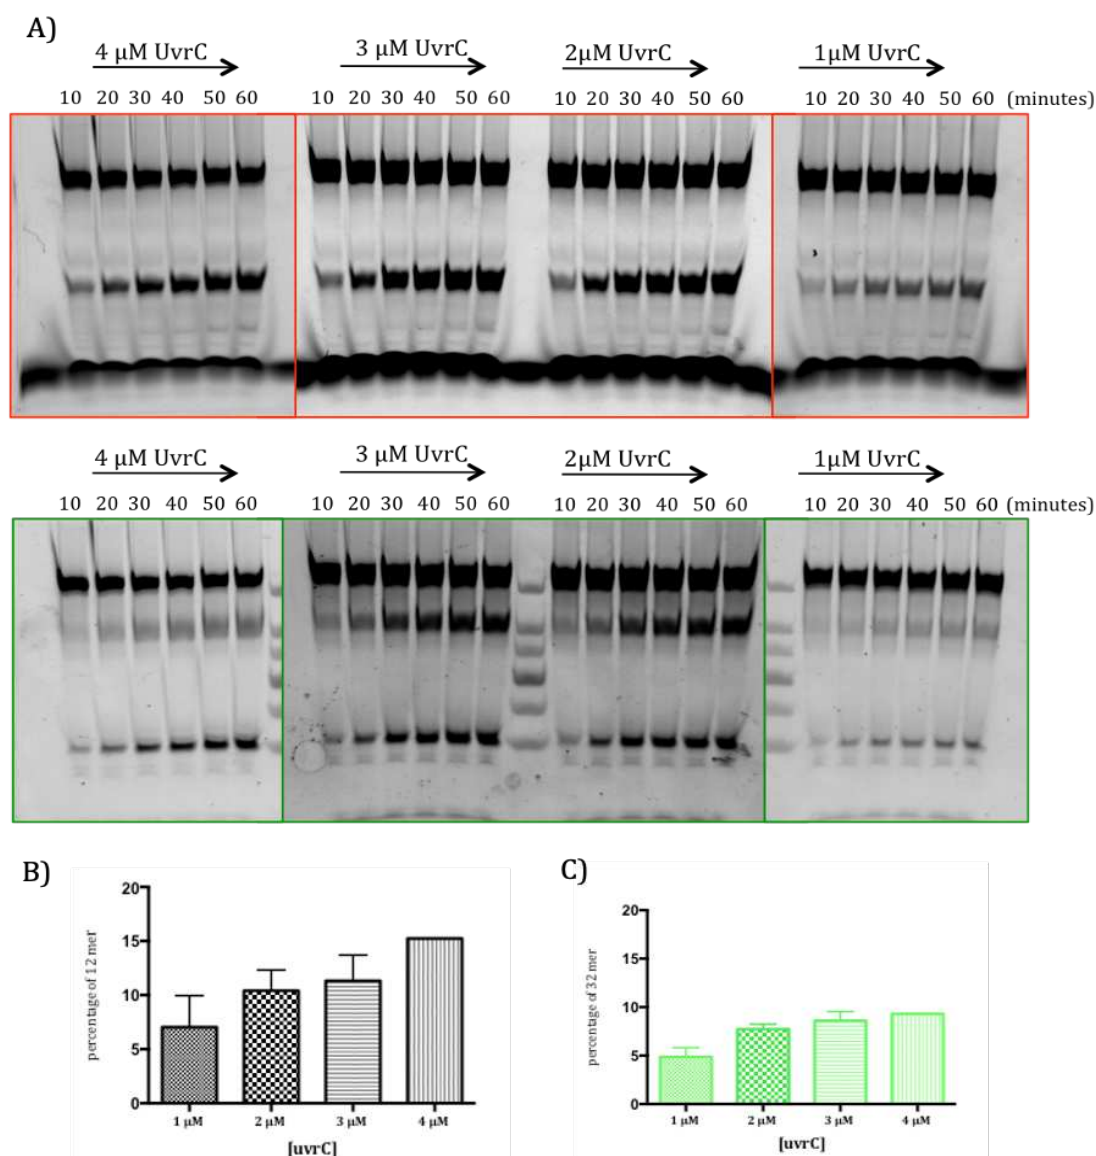 A)
4 μM UvrC 3 μM UvrC 2μM UvrC 1μM UvrC
10 20 30 40 50 60 10 20 30 40 50 60 10 20 30 40 50 60 10 20 30 40 50 60 (minutes)
4 μM UvrC 3 μM UvrC 2μM UvrC 1μM UvrC
10 20 30 40 50 60 10 20 30 40 50 60 10 20 30 40 50 60 10 20 30 40 50 60 (minutes)
B)
percentage of 12 mer
20
15
10
5
0
1 μM 2 μM 3 μM 4 μM
[uvrC]
C)
percentage of 32 mer
20
15
10
5
0
1 μM 2 μM 3 μM 4 μM
[uvrC]